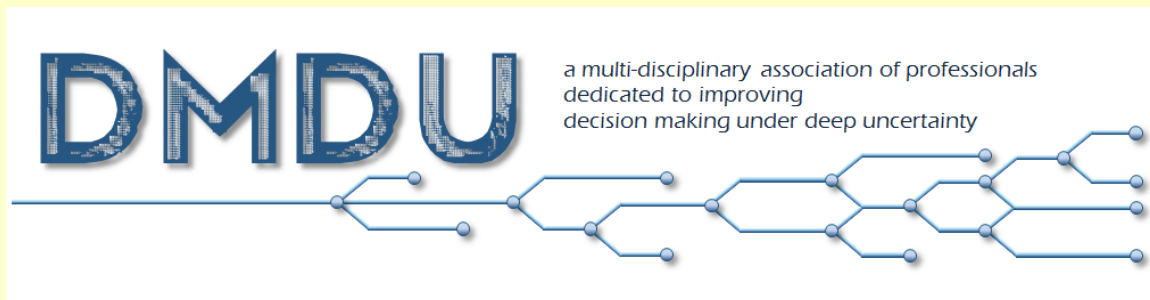 DMDU
a multi-disciplinary association of professionals
dedicated to improving
decision making under deep uncertainty